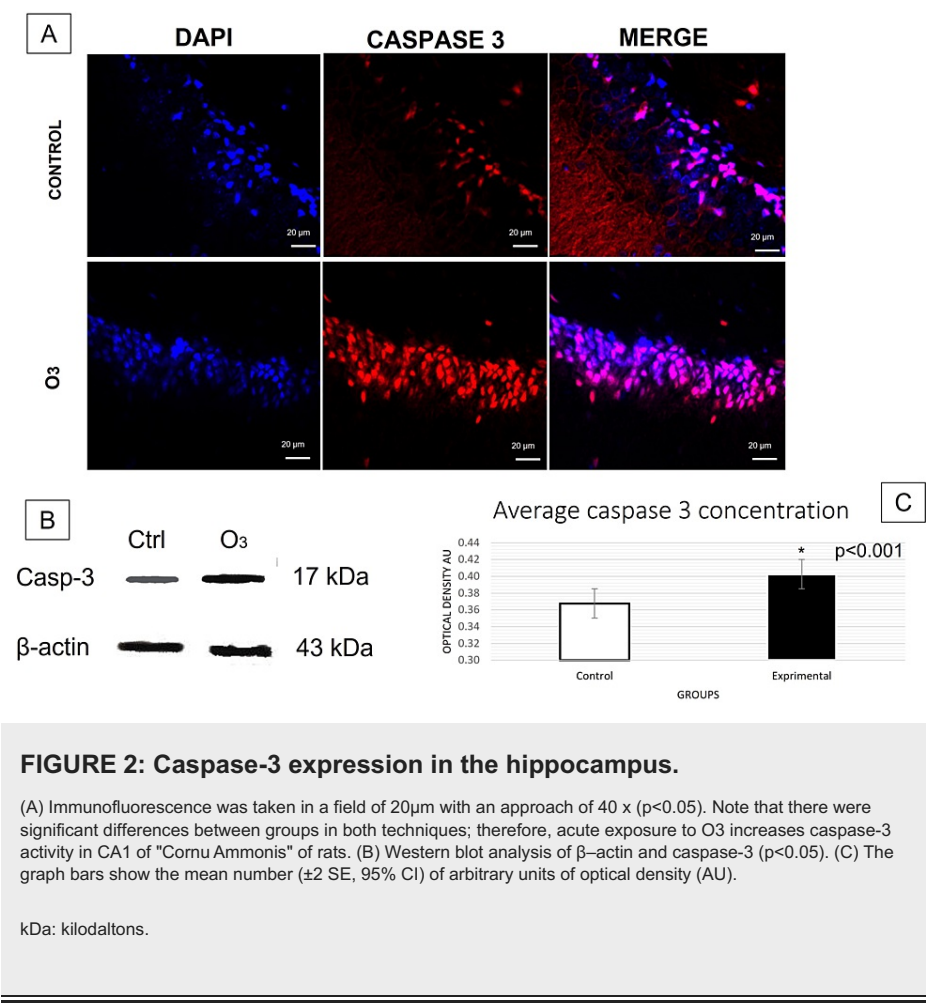 A
DAPI CASPASE 3 MERGE
CONTROL
20 µm 20 µm 20 µm
O3
20 µm 20 µm 20 µm
B
Ctrl O3
Casp-3 17 kDa
β-actin 43 kDa
C
Average caspase 3 concentration
* p<0.001
OPTICAL DENSITY AU
0.44
0.42
0.40
0.38
0.36
0.34
0.32
0.30
Control Exprimental
GROUPS
FIGURE 2: Caspase-3 expression in the hippocampus.
(A) Immunofluorescence was taken in a field of 20µm with an approach of 40 x (p<0.05). Note that there were
significant differences between groups in both techniques; therefore, acute exposure to O3 increases caspase-3
activity in CA1 of "Cornu Ammonis" of rats. (B) Western blot analysis of β–actin and caspase-3 (p<0.05). (C) The
graph bars show the mean number (±2 SE, 95% CI) of arbitrary units of optical density (AU).
kDa: kilodaltons.